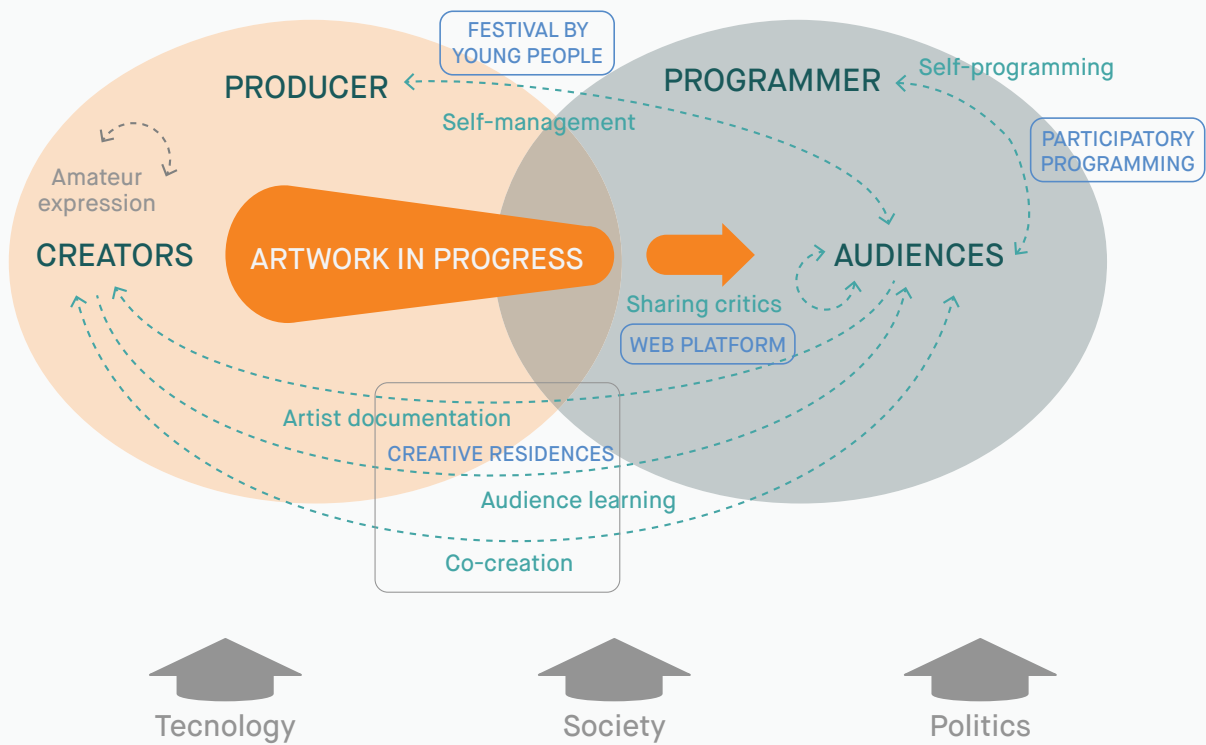 FESTIVAL BY
YOUNG PEOPLE
PRODUCER
PROGRAMMER
Self-programming
Self-management
PARTICIPATORY
PROGRAMMING
Amateur
expression
CREATORS
ARTWORK IN PROGRESS
AUDIENCES
Sharing critics
WEB PLATFORM
Artist documentation
CREATIVE RESIDENCES
Audience learning
Co-creation
Tecnology
Society
Politics